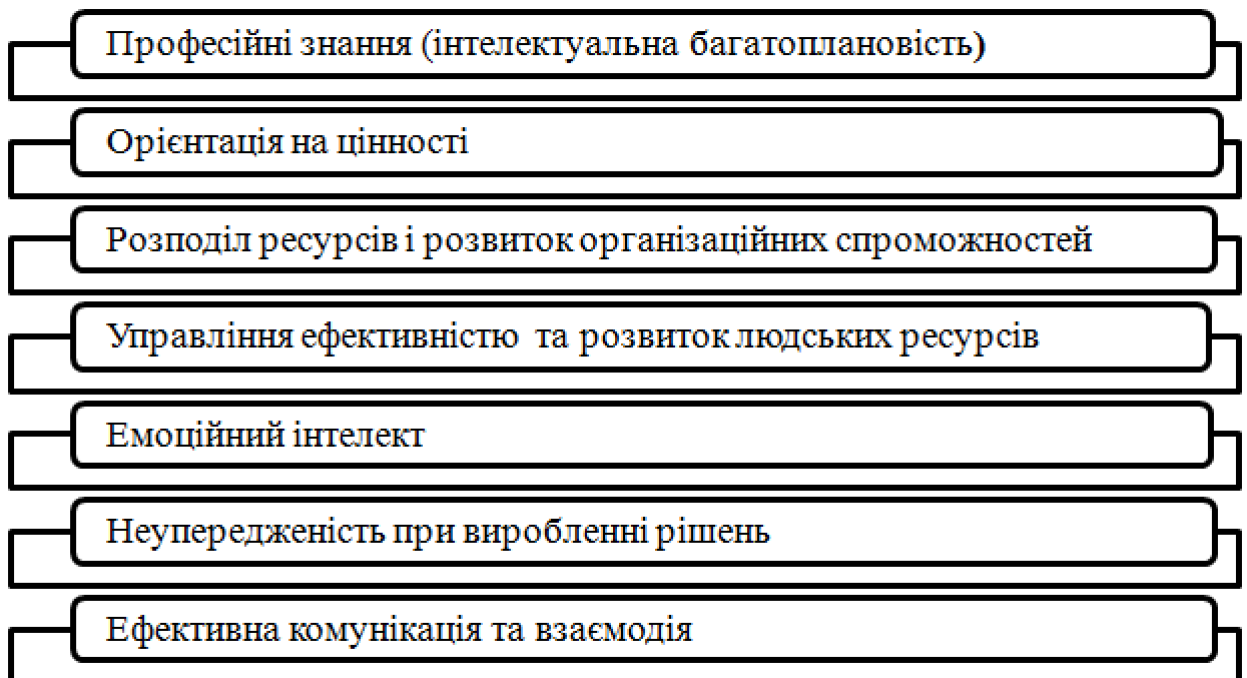 Професійні знання (інтелектуальна багатоплановість)
Орієнтація на цінності
Розподіл ресурсів і розвиток організаційних спроможностей
Управління ефективністю та розвиток людських ресурсів
Емоційний інтелект
Неупередженість при виробленні рішень
Ефективна комунікація та взаємодія